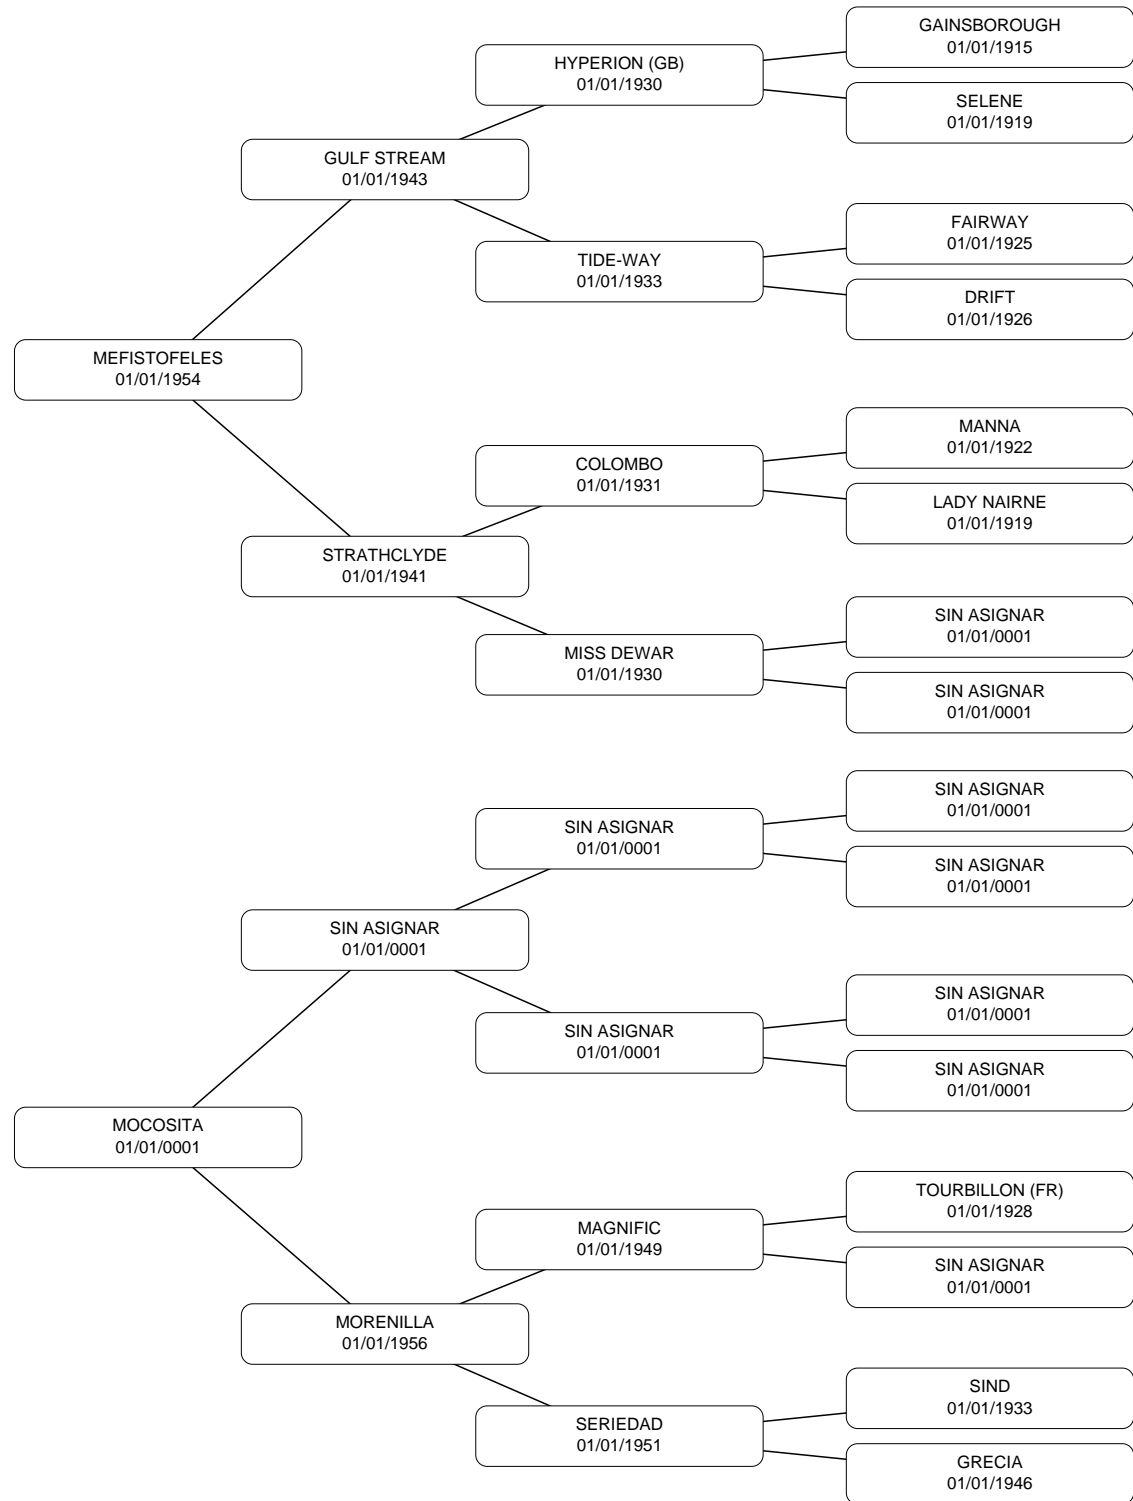 GAINSBOROUGH
01/01/1915
HYPERION (GB)
01/01/1930
SELENE
01/01/1919
GULF STREAM
01/01/1943
FAIRWAY
01/01/1925
TIDE-WAY
01/01/1933
DRIFT
01/01/1926
MEFISTOFELES
01/01/1954
MANNA
01/01/1922
COLOMBO
01/01/1931
LADY NAIRNE
01/01/1919
STRATHCLYDE
01/01/1941
SIN ASIGNAR
01/01/0001
MISS DEWAR
01/01/1930
SIN ASIGNAR
01/01/0001
SIN ASIGNAR
01/01/0001
SIN ASIGNAR
01/01/0001
SIN ASIGNAR
01/01/0001
SIN ASIGNAR
01/01/0001
SIN ASIGNAR
01/01/0001
SIN ASIGNAR
01/01/0001
SIN ASIGNAR
01/01/0001
MOCOSITA
01/01/0001
TOURBILLON (FR)
01/01/1928
MAGNIFIC
01/01/1949
SIN ASIGNAR
01/01/0001
MORENILLA
01/01/1956
SIND
01/01/1933
SERIEDAD
01/01/1951
GRECIA
01/01/1946